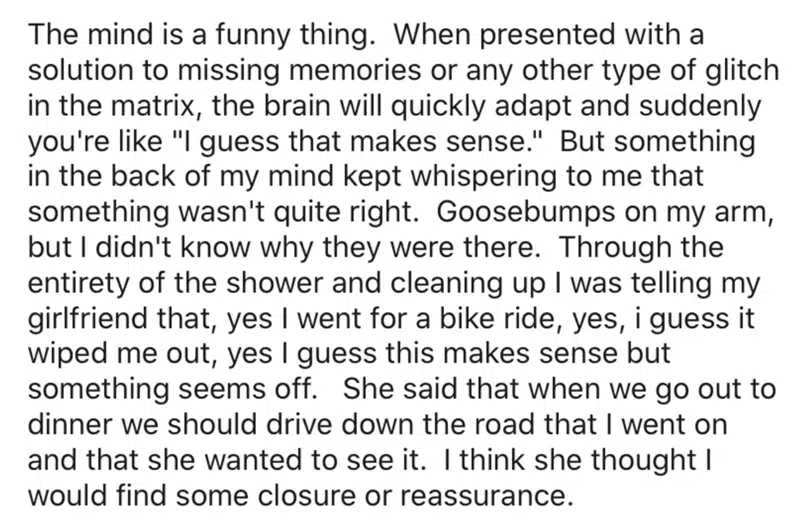 The mind is a funny thing.  When presented with a
solution to missing memories or any other type of glitch
in the matrix, the brain will quickly adapt and suddenly
you're like "I guess that makes sense."  But something
in the back of my mind kept whispering to me that
something wasn't quite right.  Goosebumps on my arm,
but I didn't know why they were there.  Through the
entirety of the shower and cleaning up I was telling my
girlfriend that, yes I went for a bike ride, yes, i guess it
wiped me out, yes I guess this makes sense but
something seems off.   She said that when we go out to
dinner we should drive down the road that I went on
and that she wanted to see it.  I think she thought I
would find some closure or reassurance.